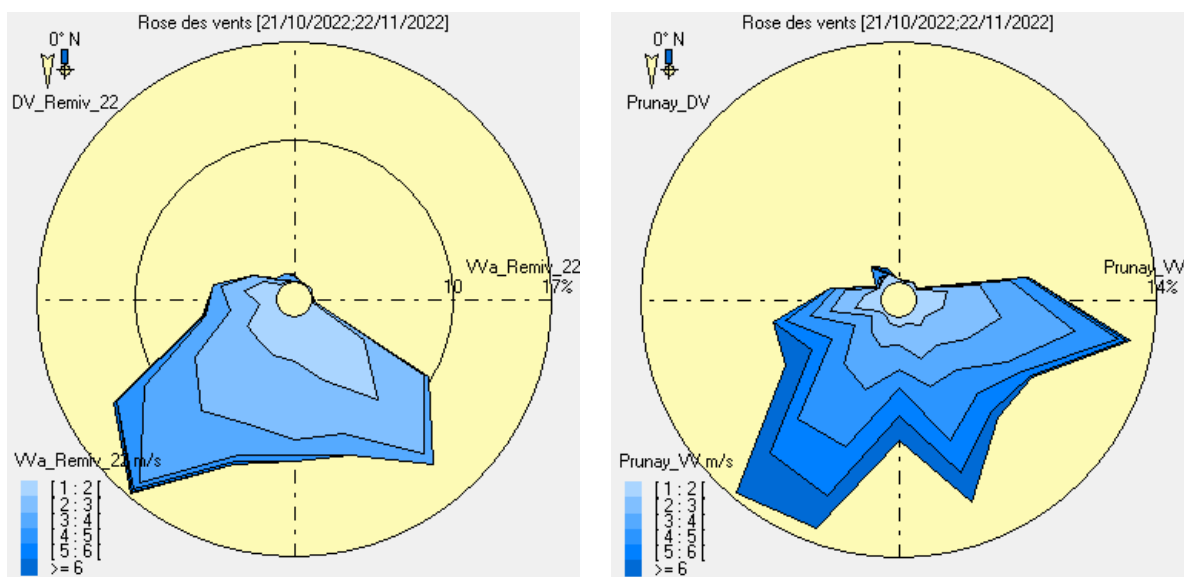 Rose des vents [21/10/2022;22/11/2022]
0° N
DV_Remiv_22
VVa_Remiv_22
10
17%
VVa_Remiv_22 m/s
[ 1 : 2 [
[ 2 : 3 [
[ 3 : 4 [
[ 4 : 5 [
[ 5 : 6 [
>= 6
Rose des vents [21/10/2022;22/11/2022]
0° N
Prunay_DV
Prunay_VV
14%
Prunay_VV m/s
[ 1 : 2 [
[ 2 : 3 [
[ 3 : 4 [
[ 4 : 5 [
[ 5 : 6 [
>= 6